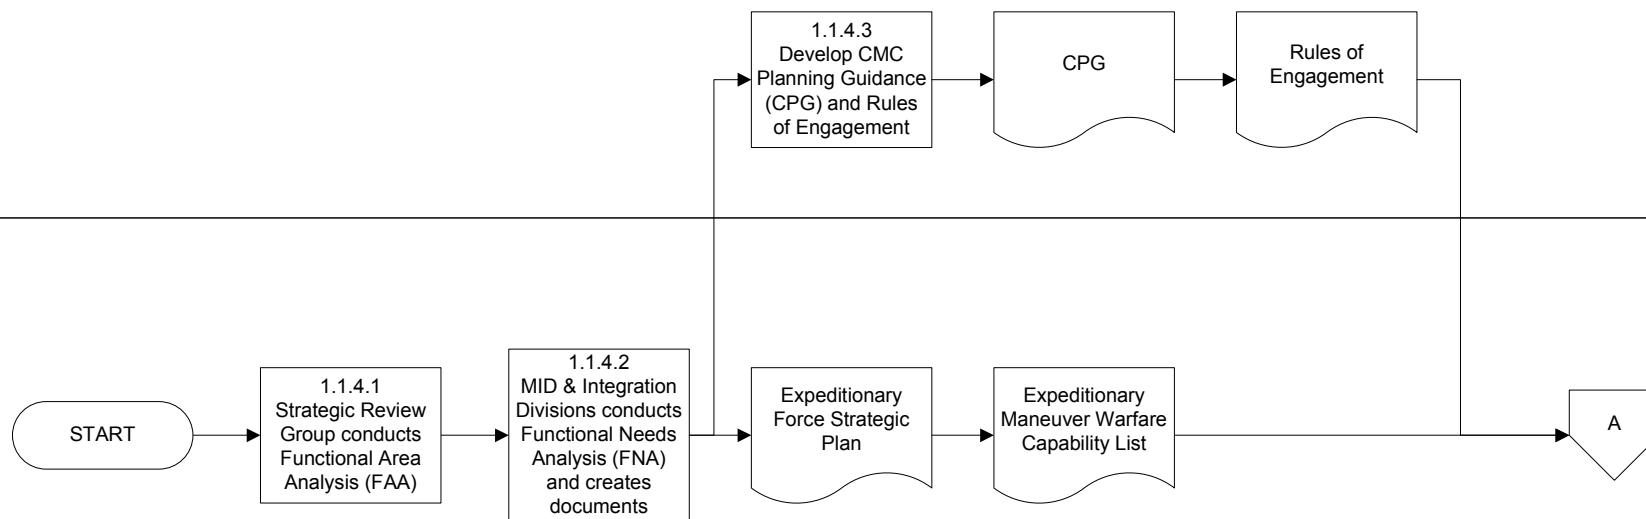 1.1.4.3
Develop CMC
Planning Guidance
(CPG) and Rules
of Engagement
CPG
Rules of
Engagement
START
1.1.4.1
Strategic Review
Group conducts
Functional Area
Analysis (FAA)
1.1.4.2
MID & Integration
Divisions conducts
Functional Needs
Analysis (FNA)
and creates
documents
Expeditionary
Force Strategic
Plan
Expeditionary
Maneuver Warfare
Capability List
A